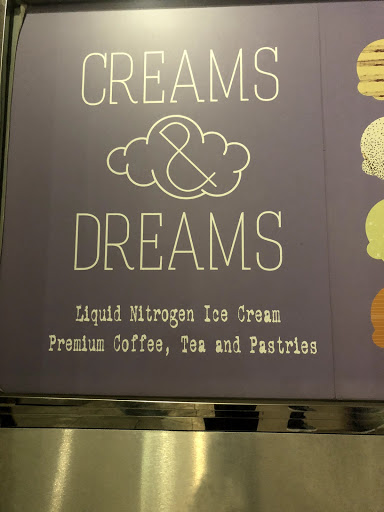 CREAMS
&
DREAMS
Liquid Nitrogen Ice Cream
Premium Coffee, Tea and Pastries